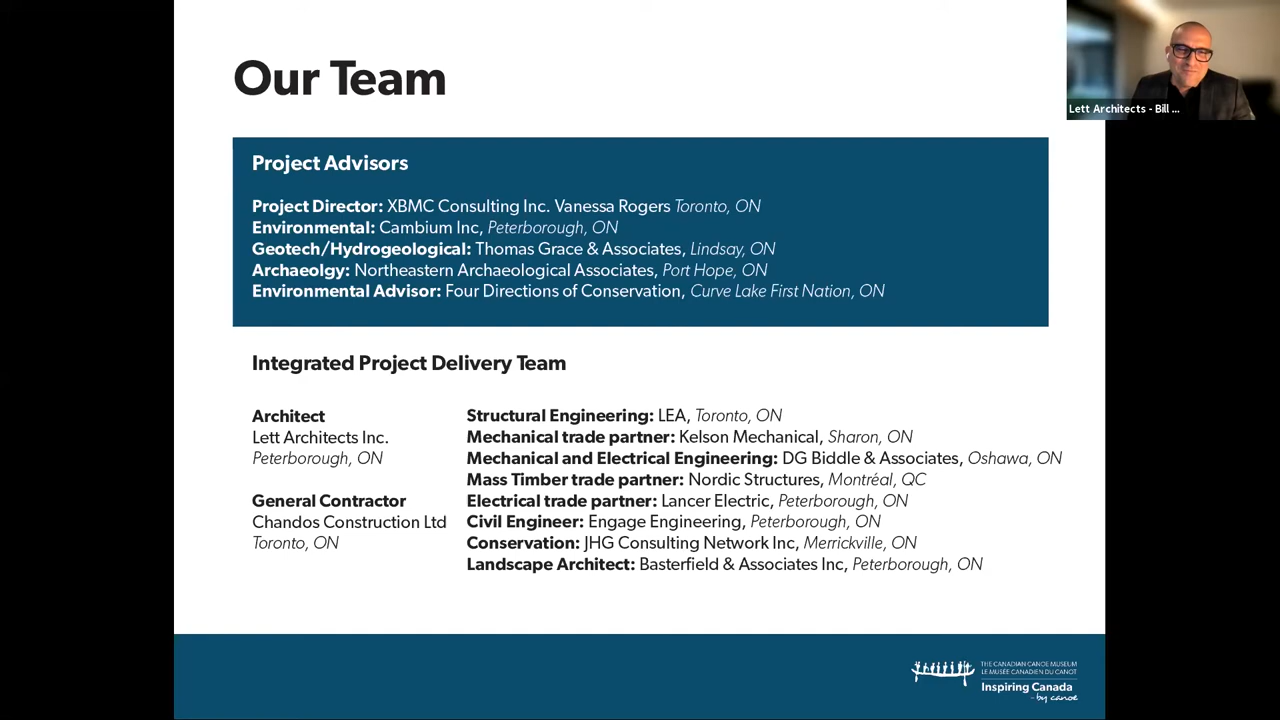 Our Team
Lett Architects - Bill ...
Project Advisors
Project Director: XBMC Consulting Inc. Vanessa Rogers Toronto, ON
Environmental: Cambium Inc, Peterborough, ON
Geotech/Hydrogeological: Thomas Grace & Associates, Lindsay, ON
Archaeolgy: Northeastern Archaeological Associates, Port Hope, ON
Environmental Advisor: Four Directions of Conservation, Curve Lake First Nation, ON
Integrated Project Delivery Team
Architect
Lett Architects Inc.
Peterborough, ON
General Contractor
Chandos Construction Ltd
Toronto, ON
Structural Engineering: LEA, Toronto, ON
Mechanical trade partner: Kelson Mechanical, Sharon, ON
Mechanical and Electrical Engineering: DG Biddle & Associates, Oshawa, ON
Mass Timber trade partner: Nordic Structures, Montréal, QC
Electrical trade partner: Lancer Electric, Peterborough, ON
Civil Engineer: Engage Engineering, Peterborough, ON
Conservation: JHG Consulting Network Inc, Merrickville, ON
Landscape Architect: Basterfield & Associates Inc, Peterborough, ON
THE CANADIAN CANOE MUSEUM
LE MUSÉE CANADIEN DU CANOT
Inspiring Canada
- by canoe